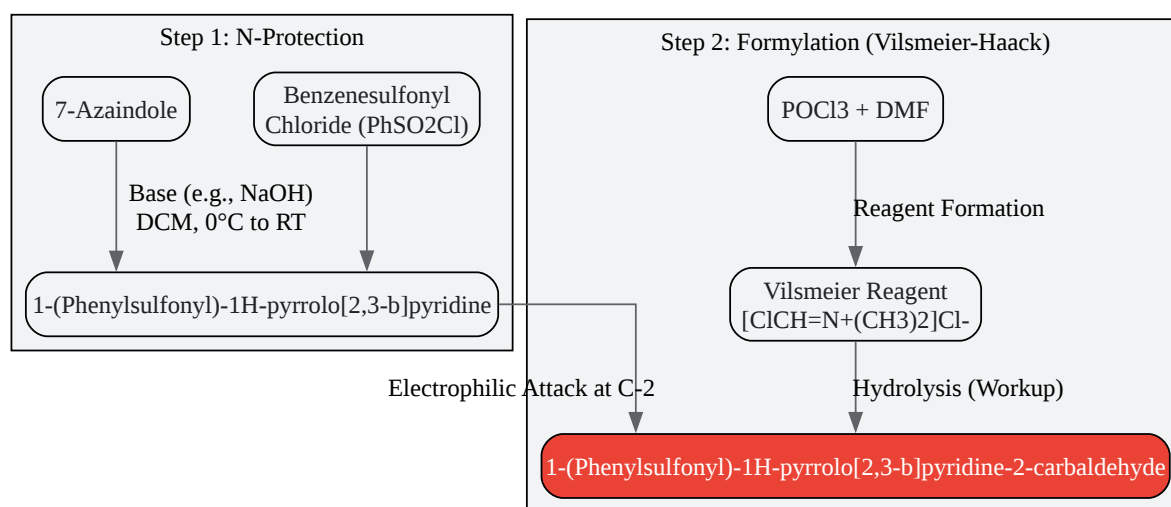 Step 1: N-Protection
7-Azaindole
Benzenesulfonyl
Chloride (PhSO2Cl)
Base (e.g., NaOH)
DCM, 0°C to RT
1-(Phenylsulfonyl)-1H-pyrrolo[2,3-b]pyridine
Step 2: Formylation (Vilsmeier-Haack)
POCl3 + DMF
Reagent Formation
Vilsmeier Reagent
[ClCH=N+(CH3)2]Cl-
Electrophilic Attack at C-2
Hydrolysis (Workup)
1-(Phenylsulfonyl)-1H-pyrrolo[2,3-b]pyridine-2-carbaldehyde